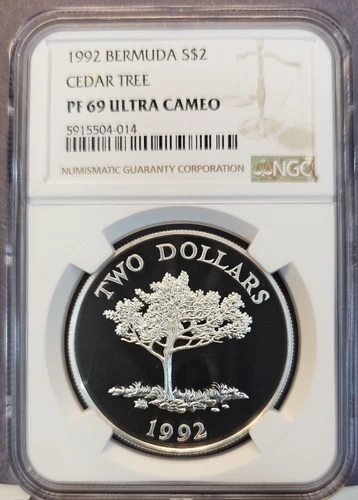 1992 BERMUDA S$2
CEDAR TREE
PF 69 ULTRA CAMEO
5915504-014
NUMISMATIC GUARANTY CORPORATION
NGC
TWO DOLLARS
1992